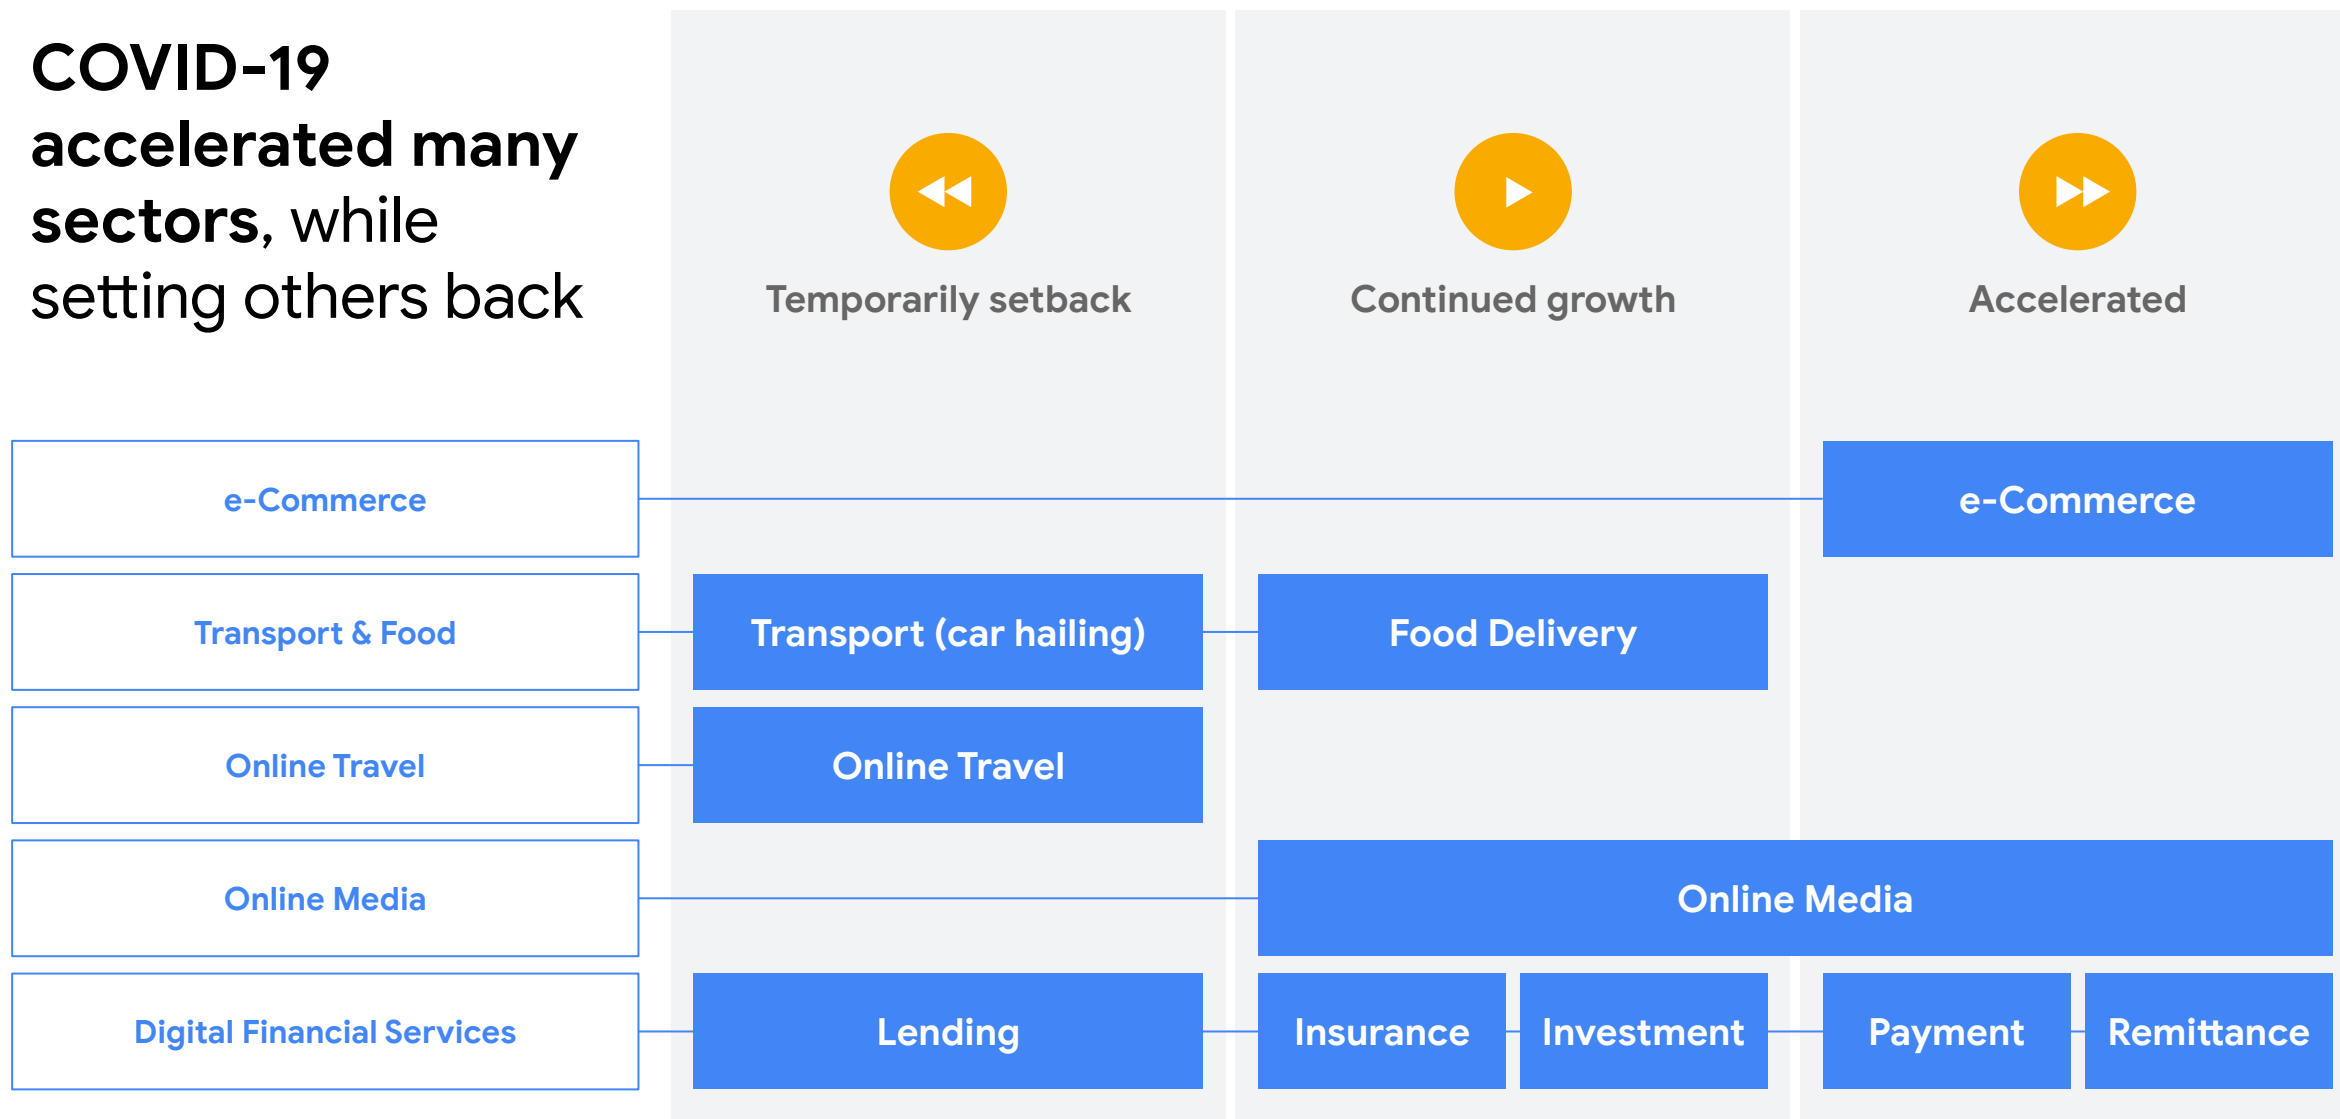 COVID-19
accelerated many
sectors, while
setting others back
Temporarily setback
Continued growth
Accelerated
e-Commerce
e-Commerce
Transport & Food
Transport (car hailing)
Food Delivery
Online Travel
Online Travel
Online Media
Online Media
Digital Financial Services
Lending
Insurance
Investment
Payment
Remittance